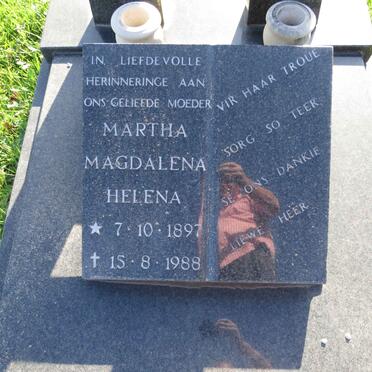 IN LIEFDEVOLLE
HERINNERINGE AAN
ONS GELIEFDE MOEDER
MARTHA
MAGDALENA
HELENA
★ 7·10·1897
✝ 15·8·1988
VIR HAAR TROUE
SORG SO TEER
SÊ ONS DANKIE
LIEWE HEER.